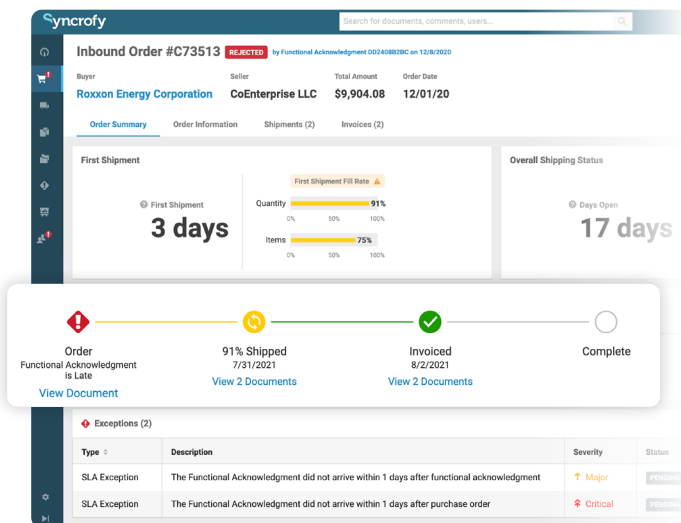 Syncrofy
Search for documents, comments, users...
Inbound Order #C73513 REJECTED by Functional Acknowledgment DD2408B2BC on 12/8/2020
Buyer Seller Total Amount Order Date
Roxxon Energy Corporation CoEnterprise LLC $9,904.08 12/01/20
Order Summary Order Information Shipments (2) Invoices (2)
First Shipment
First Shipment Fill Rate
First Shipment
3 days
Quantity 91%
0% 50% 100%
Items 75%
0% 50% 100%
Overall Shipping Status
Days Open
17 days
Order
Functional Acknowledgment
is Late
View Document
91% Shipped
7/31/2021
View 2 Documents
Invoiced
8/2/2021
View 2 Documents
Complete
Exceptions (2)
Type Description Severity Status
SLA Exception The Functional Acknowledgment did not arrive within 1 days after functional acknowledgment Major
SLA Exception The Functional Acknowledgment did not arrive within 1 days after purchase order Critical